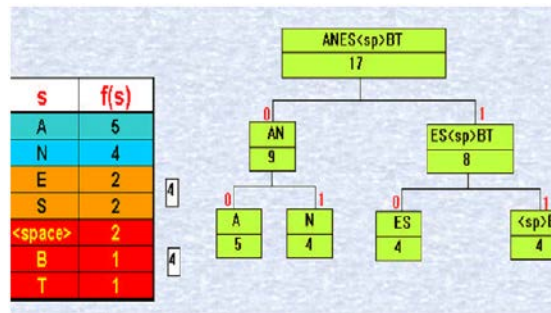 s f(s)
A 5
N 4
E 2
S 2
<space> 2
B 1
T 1
4
4
ANES<sp>BT
17
0 1
AN
9
ES<sp>BT
8
0 1
0 1
A
5
N
4
ES
4
<sp>B
4